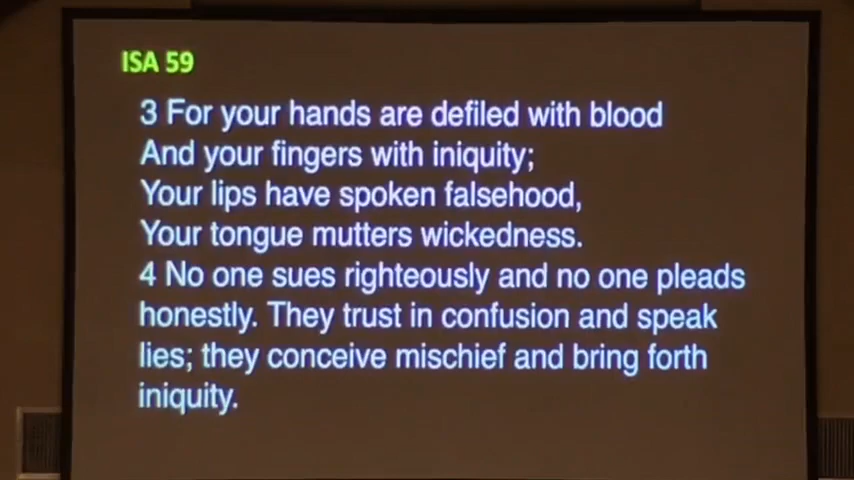 ISA 59
3 For your hands are defiled with blood
And your fingers with iniquity;
Your lips have spoken falsehood,
Your tongue mutters wickedness.
4 No one sues righteously and no one pleads
honestly. They trust in confusion and speak
lies; they conceive mischief and bring forth
iniquity.